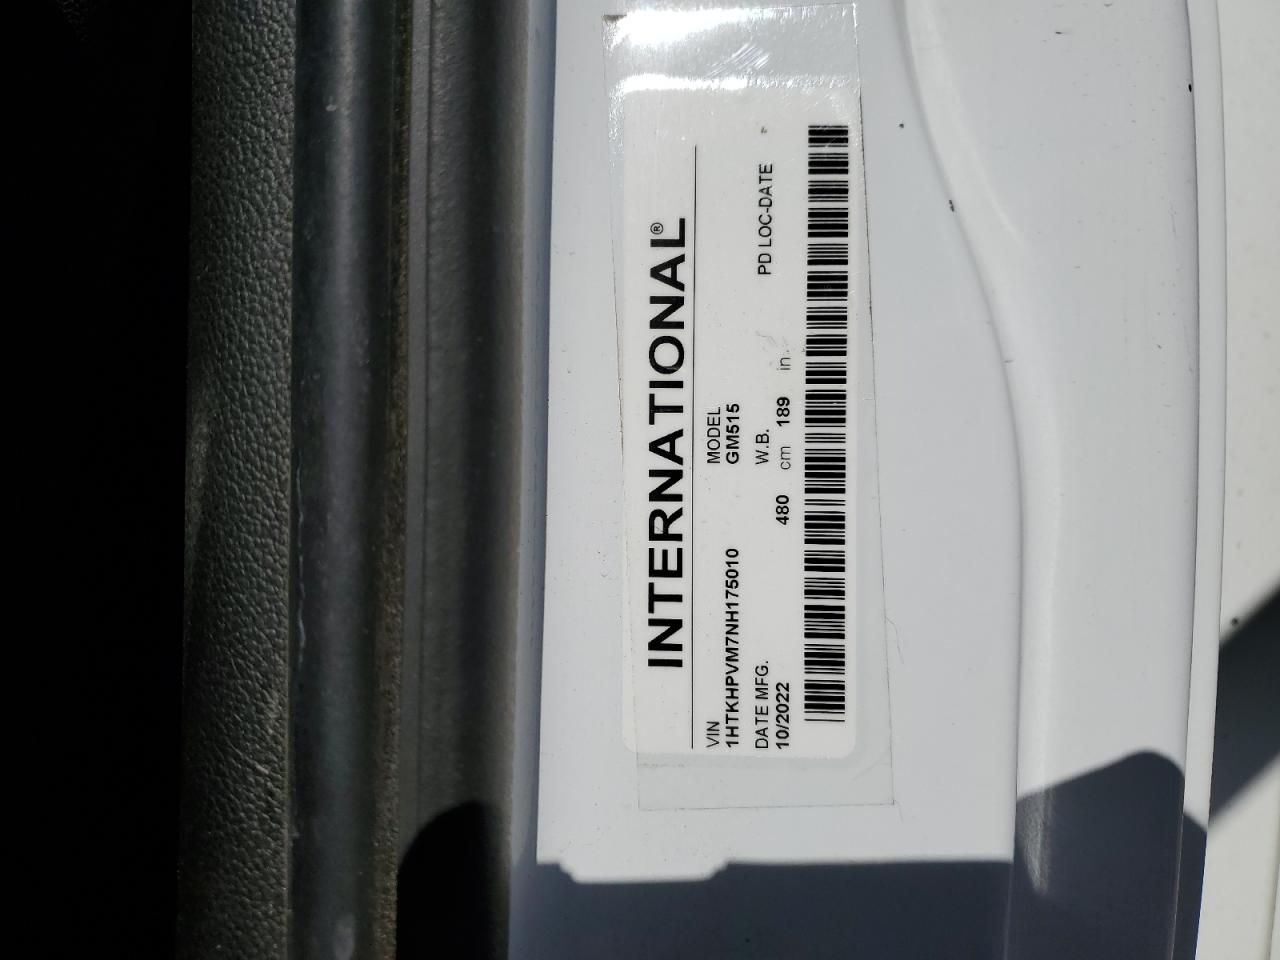 INTERNATIONAL®
VIN MODEL
1HTKHPVM7NH175010 GM515
DATE MFG. W.B. PD LOC-DATE
10/2022 480 cm 189 in.